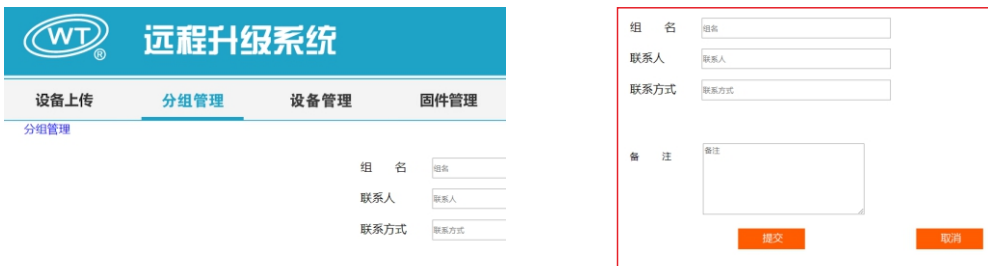 WT® 远程升级系统
设备上传 分组管理 设备管理 固件管理
分组管理
组 名 组名
联系人 联系人
联系方式 联系方式
组 名 组名
联系人 联系人
联系方式 联系方式
备 注 备注
提交 取消